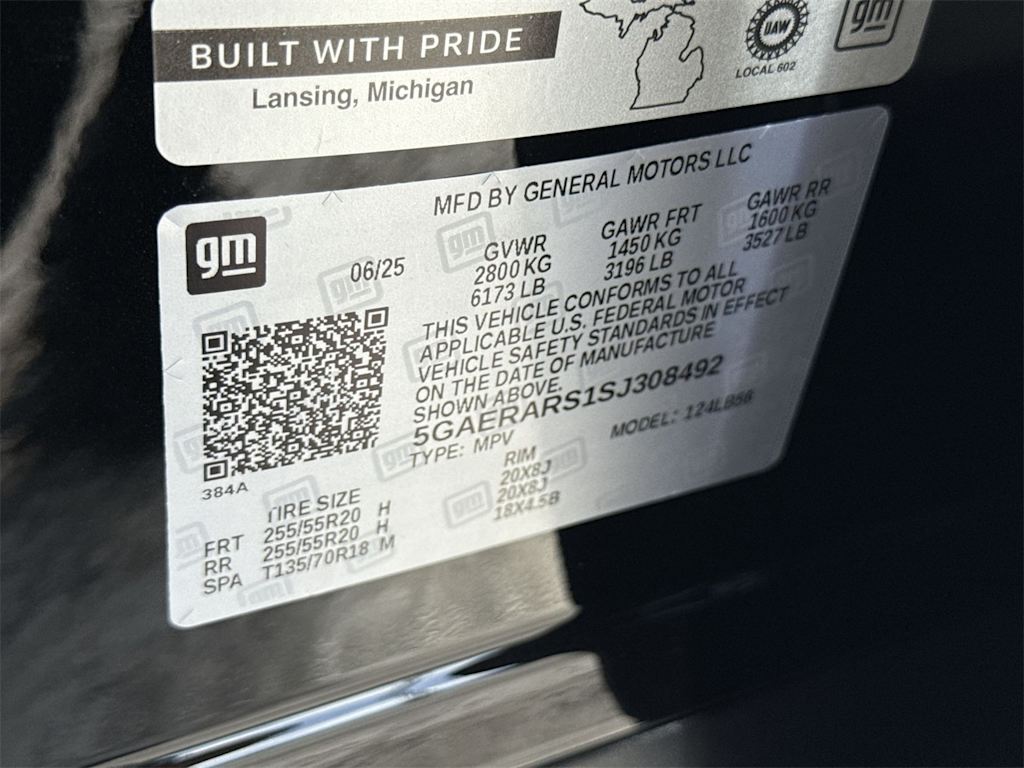 BUILT WITH PRIDE
Lansing, Michigan
UAW
LOCAL 602
gm
MFD BY GENERAL MOTORS LLC
gm
06/25
GVWR GAWR FRT GAWR RR
2800 KG 1450 KG 1600 KG
6173 LB 3196 LB 3527 LB
THIS VEHICLE CONFORMS TO ALL
APPLICABLE U.S. FEDERAL MOTOR
VEHICLE SAFETY STANDARDS IN EFFECT
ON THE DATE OF MANUFACTURE
SHOWN ABOVE.
5GAERARS1SJ308492
TYPE: MPV MODEL: 124LB56
384A
TIRE SIZE RIM
FRT 255/55R20 H 20X8J
RR 255/55R20 H 20X8J
SPA T135/70R18 M 18X4.5B